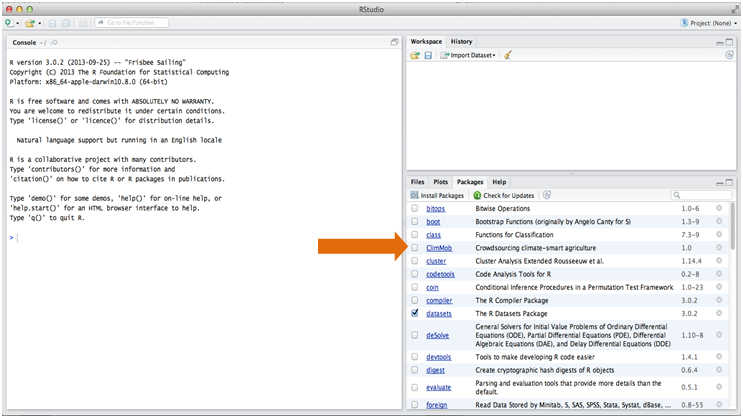 RStudio
Go to file/function
Project: (None)
Console ~/
R version 3.0.2 (2013-09-25) -- "Frisbee Sailing"
Copyright (C) 2013 The R Foundation for Statistical Computing
Platform: x86_64-apple-darwin10.8.0 (64-bit)
R is free software and comes with ABSOLUTELY NO WARRANTY.
You are welcome to redistribute it under certain conditions.
Type 'license()' or 'licence()' for distribution details.
Natural language support but running in an English locale
R is a collaborative project with many contributors.
Type 'contributors()' for more information and
'citation()' on how to cite R or R packages in publications.
Type 'demo()' for some demos, 'help()' for on-line help, or
'help.start()' for an HTML browser interface to help.
Type 'q()' to quit R.
>
Workspace History
Import Dataset
Files Plots Packages Help
Install Packages Check for Updates
bitops Bitwise Operations 1.0-6
boot Bootstrap Functions (originally by Angelo Canty for S) 1.3-9
class Functions for Classification 7.3-9
ClimMob Crowdsourcing climate-smart agriculture 1.0
cluster Cluster Analysis Extended Rousseeuw et al. 1.14.4
codetools Code Analysis Tools for R 0.2-8
coin Conditional Inference Procedures in a Permutation Test Framework 1.0-23
compiler The R Compiler Package 3.0.2
datasets The R Datasets Package 3.0.2
General Solvers for Initial Value Problems of Ordinary Differential
deSolve Equations (ODE), Partial Differential Equations (PDE), Differential 1.10-8
Algebraic Equations (DAE), and Delay Differential Equations (DDE)
devtools Tools to make developing R code easier 1.4.1
digest Create cryptographic hash digests of R objects 0.6.4
evaluate Parsing and evaluation tools that provide more details than the 0.5.1
default.
foreign Read Data Stored by Minitab, S, SAS, SPSS, Stata, Systat, dBase, ... 0.8-55